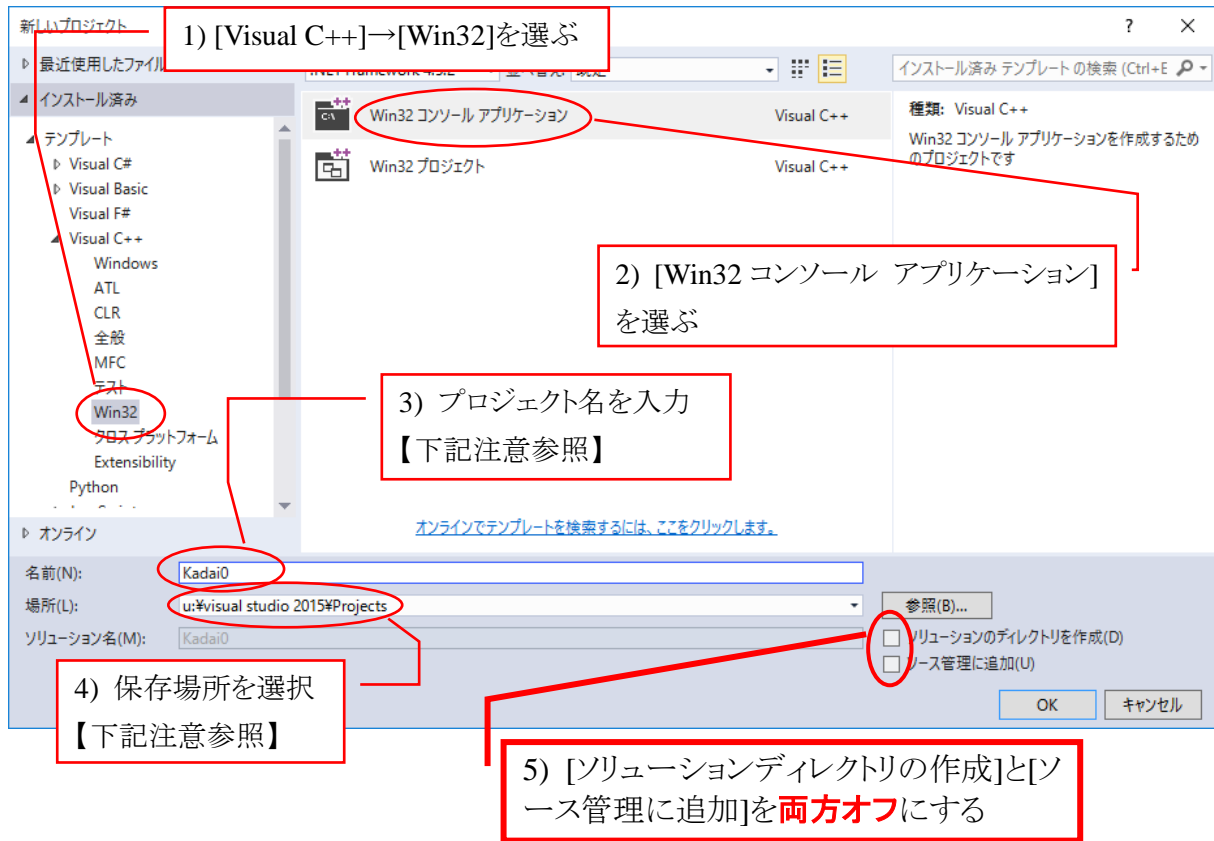 新しいプロジェクト
? ×
1) [Visual C++]→[Win32]を選ぶ
最近使用したファイル
インストール済み テンプレート の検索 (Ctrl+E
インストール済み
テンプレート
Visual C#
Visual Basic
Visual F#
Visual C++
Windows
ATL
CLR
全般
MFC
テスト
Win32
クロス プラットフォーム
Extensibility
Python
オンライン
Win32 コンソール アプリケーション Visual C++
Win32 プロジェクト Visual C++
種類: Visual C++
Win32 コンソール アプリケーションを作成するため
のプロジェクトです
2) [Win32 コンソール アプリケーション]
を選ぶ
3) プロジェクト名を入力
【下記注意参照】
オンラインでテンプレートを検索するには、ここをクリックします。
名前(N): Kadai0
場所(L): u:¥visual studio 2015¥Projects 参照(B)...
ソリューション名(M): Kadai0
ソリューションのディレクトリを作成(D)
ソース管理に追加(U)
OK キャンセル
4) 保存場所を選択
【下記注意参照】
5) [ソリューションディレクトリの作成]と[ソ
ース管理に追加]を両方オフにする